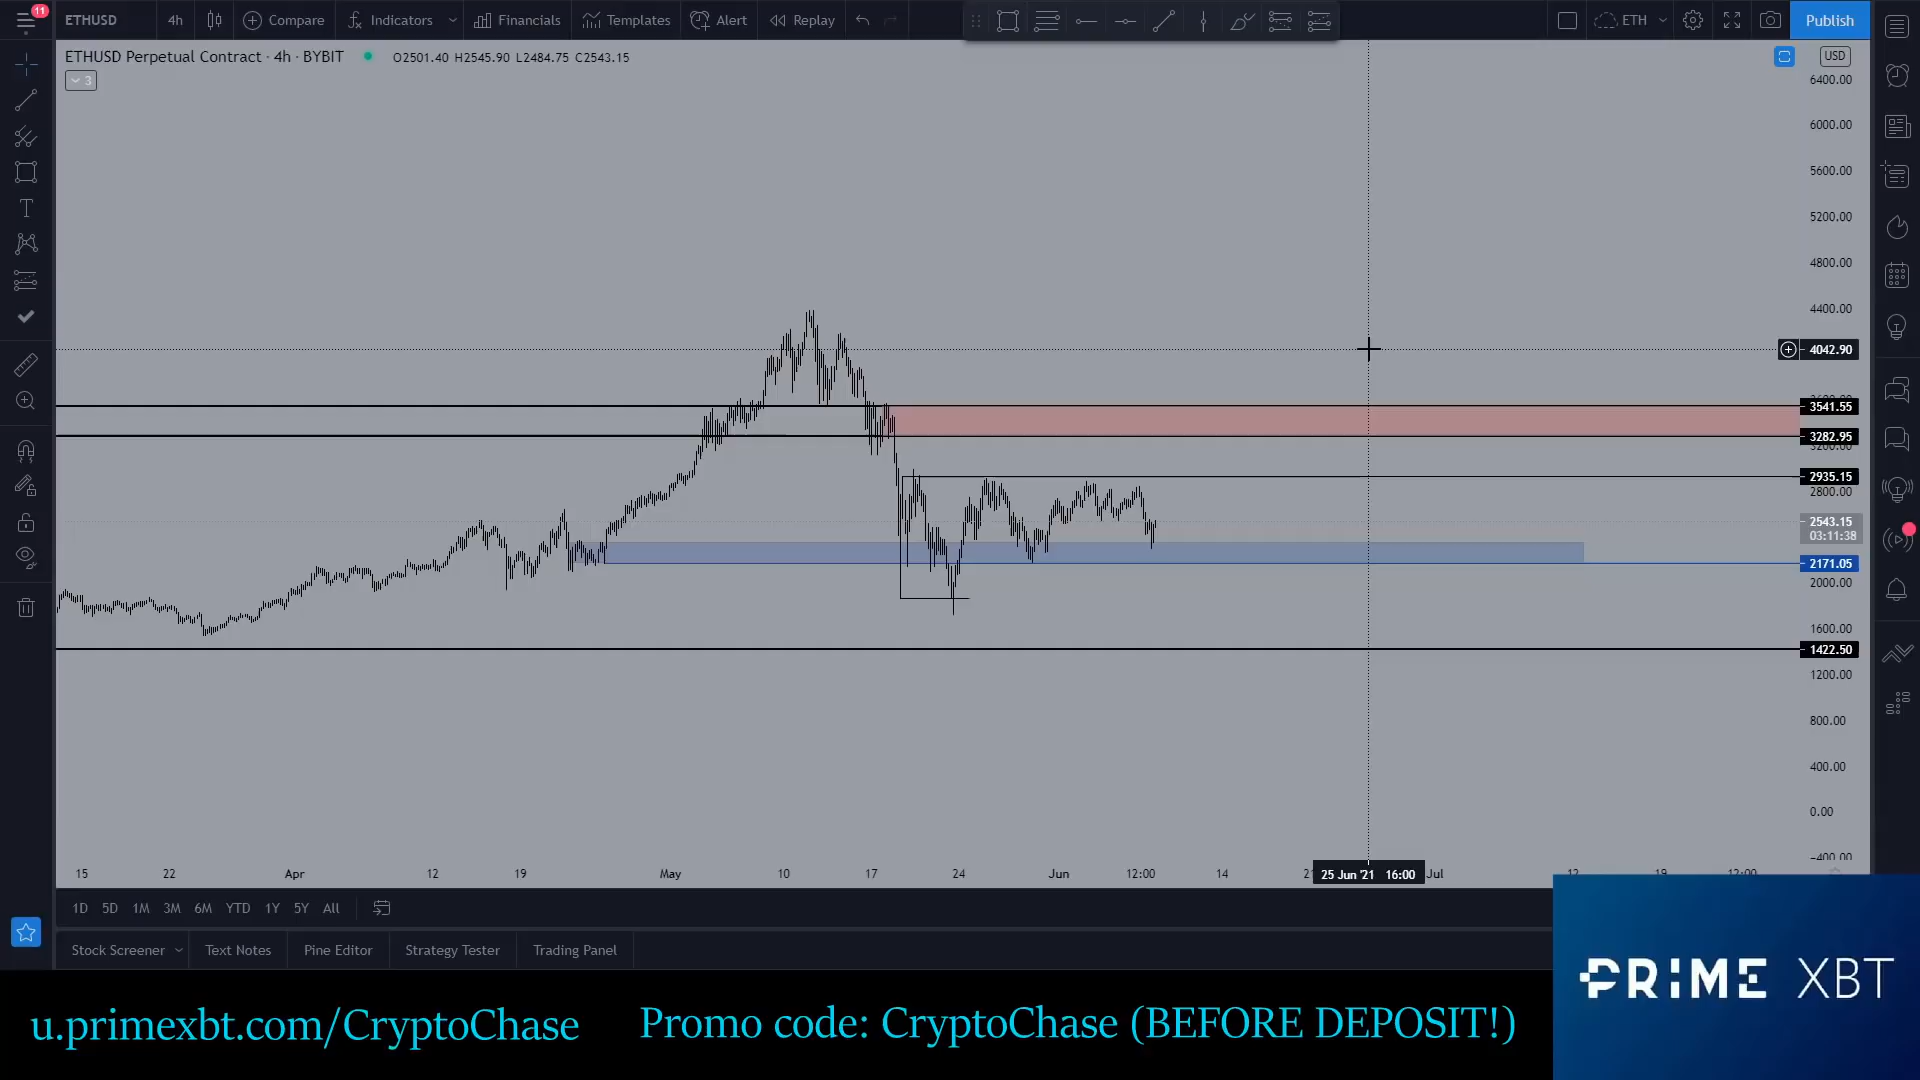 11
ETHUSD
4h
Compare
Indicators
Financials
Templates
Alert
Replay
ETH
Publish
ETHUSD Perpetual Contract · 4h · BYBIT
O2501.40 H2545.90 L2484.75 C2543.15
3
USD
6400.00
6000.00
5600.00
5200.00
4800.00
4400.00
4042.90
3541.55
3282.95
2935.15
2800.00
2543.15
03:11:38
2171.05
2000.00
1600.00
1422.50
1200.00
800.00
400.00
0.00
-400.00
15 22 Apr 12 19 May 10 17 24 Jun 12:00 14 25 Jun '21 16:00 Jul 12 19 12:00
1D 5D 1M 3M 6M YTD 1Y 5Y All
Stock Screener
Text Notes
Pine Editor
Strategy Tester
Trading Panel
u.primexbt.com/CryptoChase
Promo code: CryptoChase (BEFORE DEPOSIT!)
PRIME XBT